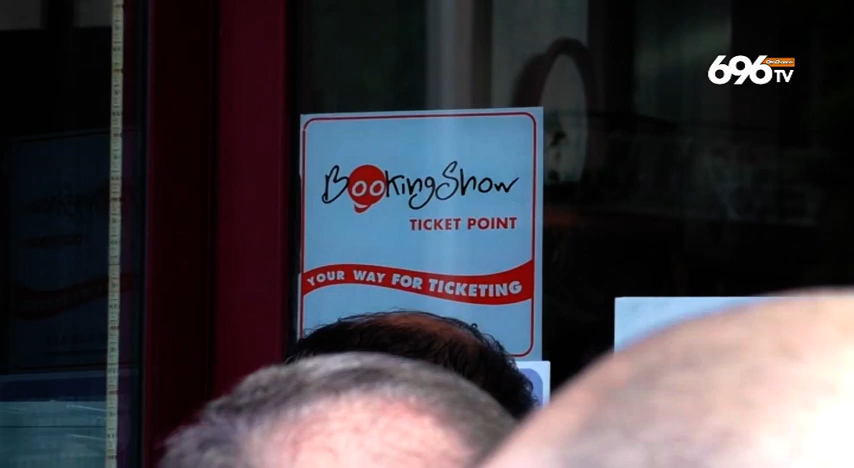 696
TV
BookingShow
TICKET POINT
YOUR WAY FOR TICKETING